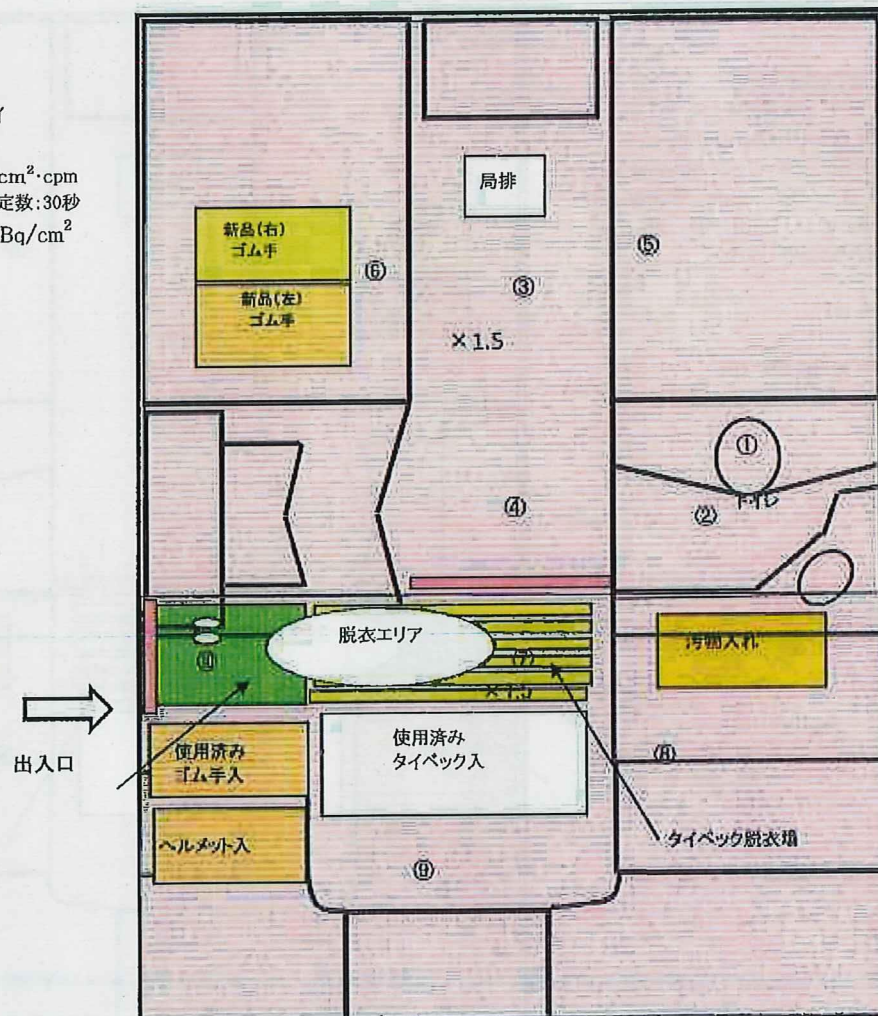 cm²·cpm
定数:30秒
Bq/cm²
局排
新品(右)
ゴム手
⑤
⑥
③
新品(左)
ゴム手
×1.5
①
④
②
トイレ
脱衣エリア
汚物入れ
⑦
×1.5
出入口
使用済み
ゴム手入
使用済み
タイベック入
⑧
ヘルメット入
タイベック脱衣場
⑨